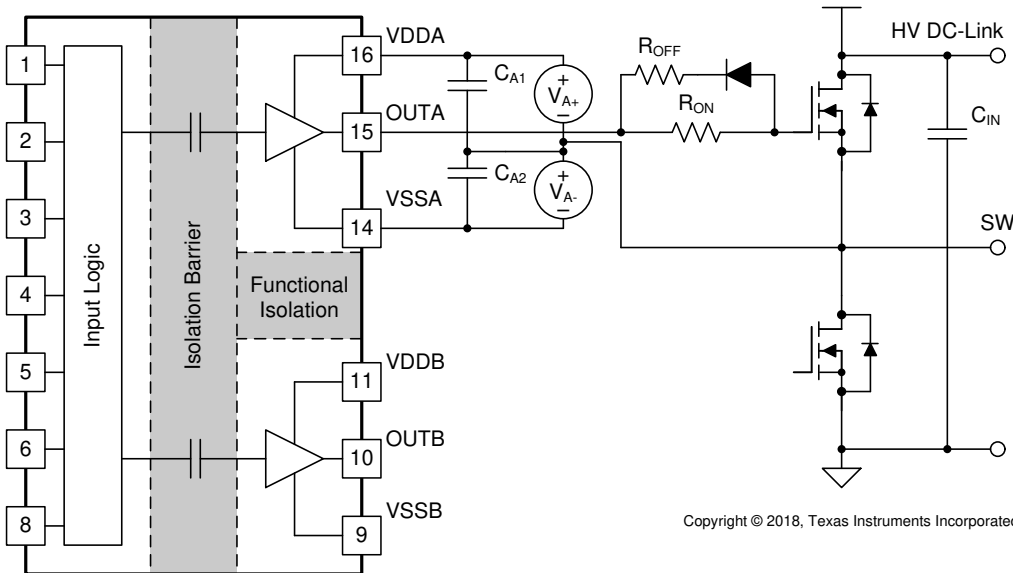 1
2
3
4
5
6
8
Input Logic
Isolation Barrier
Functional
Isolation
16
15
14
11
10
9
VDDA
OUTA
VSSA
VDDB
OUTB
VSSB
CA1
CA2
+
VA+
−
+
VA-
−
ROFF
RON
CIN
HV DC-Link
SW
Copyright © 2018, Texas Instruments Incorporated